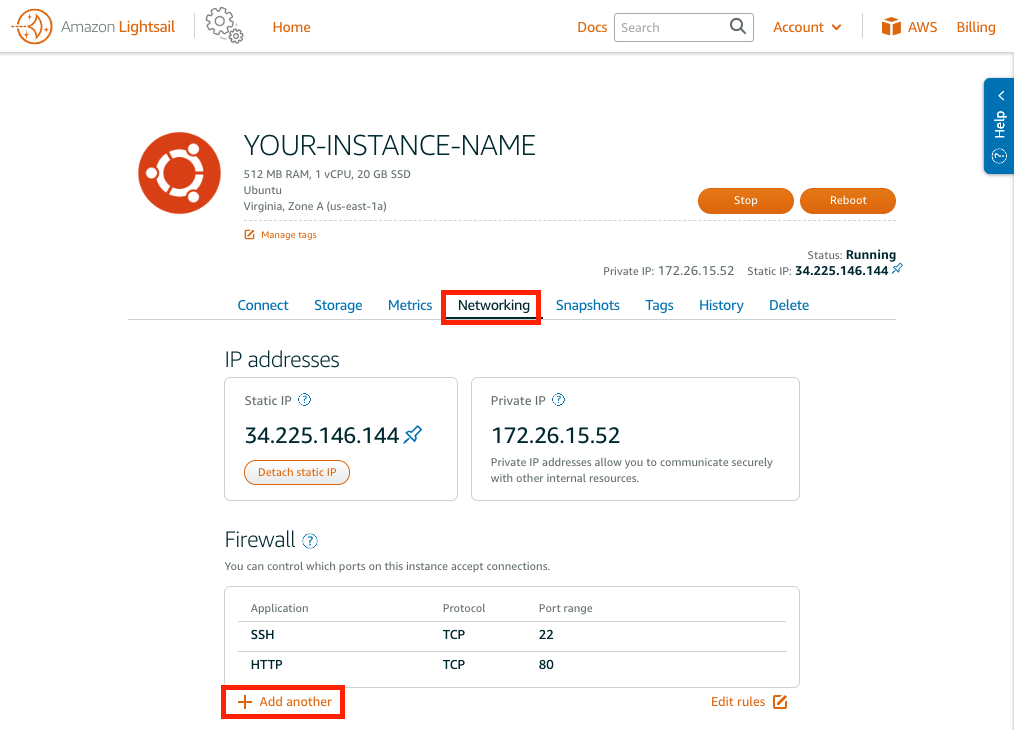 Amazon Lightsail Home Docs Search Account AWS Billing
Help
YOUR-INSTANCE-NAME
512 MB RAM, 1 vCPU, 20 GB SSD
Ubuntu
Virginia, Zone A (us-east-1a)
Stop Reboot
Manage tags
Status: Running
Private IP: 172.26.15.52 Static IP: 34.225.146.144
Connect Storage Metrics Networking Snapshots Tags History Delete
IP addresses
Static IP ?
34.225.146.144
Detach static IP
Private IP ?
172.26.15.52
Private IP addresses allow you to communicate securely
with other internal resources.
Firewall ?
You can control which ports on this instance accept connections.
Application Protocol Port range
SSH TCP 22
HTTP TCP 80
+ Add another Edit rules